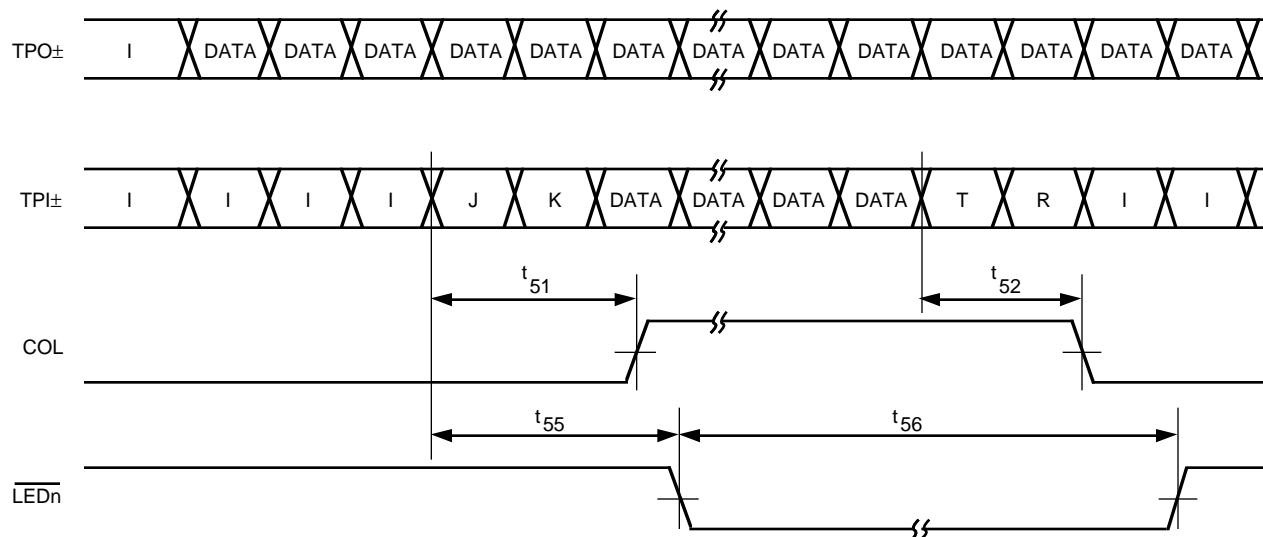 TPO± I DATA DATA DATA DATA DATA DATA DATA DATA DATA DATA DATA DATA DATA
TPI± I I I I J K DATA DATA DATA DATA T R I I
t51 t52
COL
t55 t56
LEDn